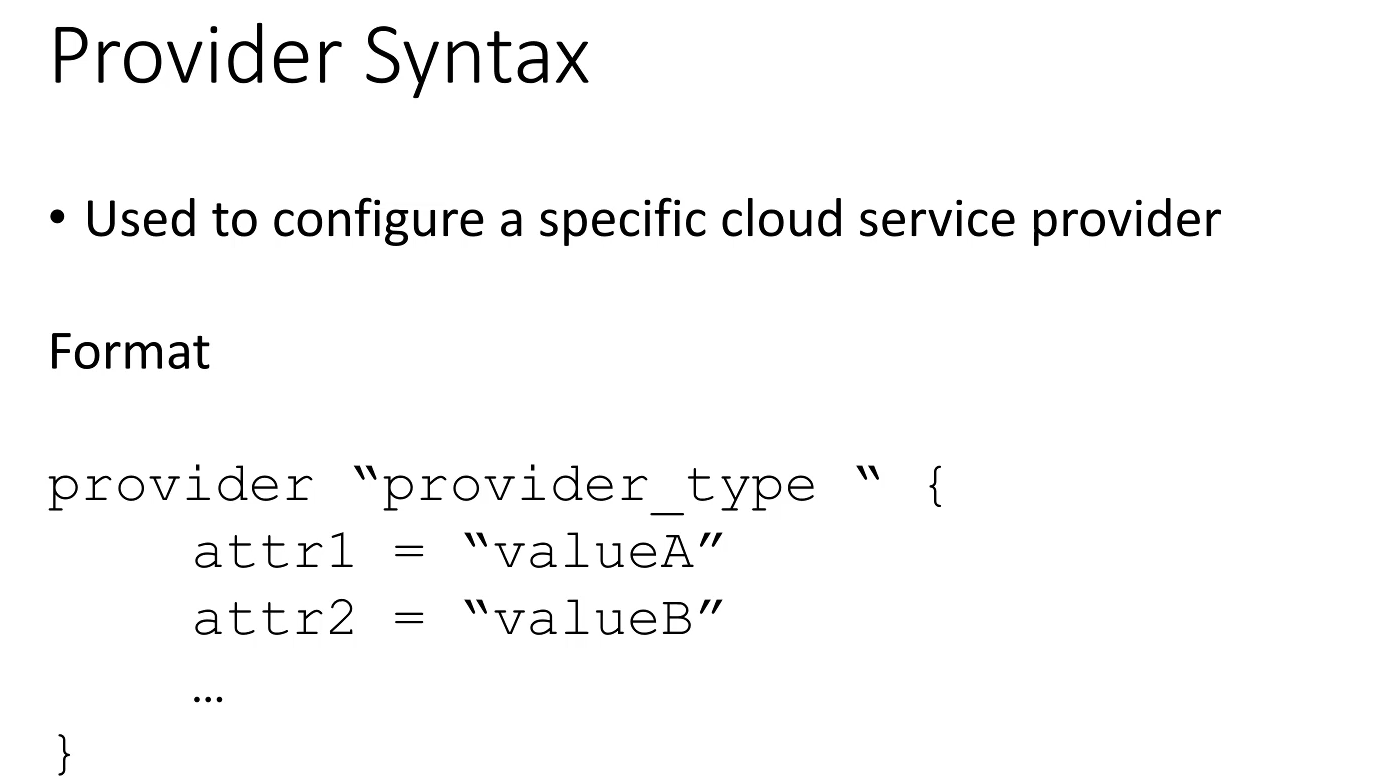 Provider Syntax
• Used to configure a specific cloud service provider
Format
provider “provider_type “ {
attr1 = “valueA”
attr2 = “valueB”
…
}